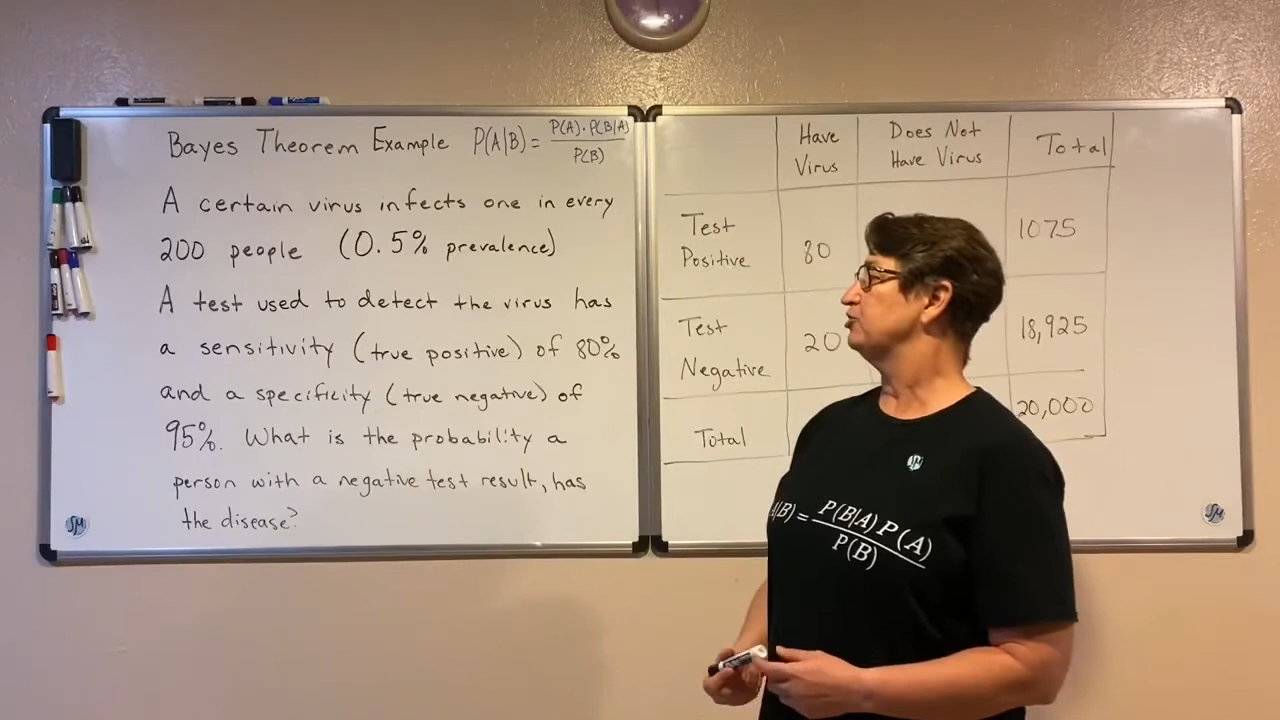 Bayes Theorem Example P(A|B) = P(A)·P(B|A) / P(B)
A certain virus infects one in every
200 people (0.5% prevalence)
A test used to detect the virus has
a sensitivity (true positive) of 80%
and a specificity (true negative) of
95%. What is the probability a
person with a negative test result, has
the disease?
SM
Have Virus Does Not Have Virus Total
Test Positive 80 1075
Test Negative 20 18,925
Total 20,000
SM
SM
A|B) = P(B|A) P(A) / P(B)